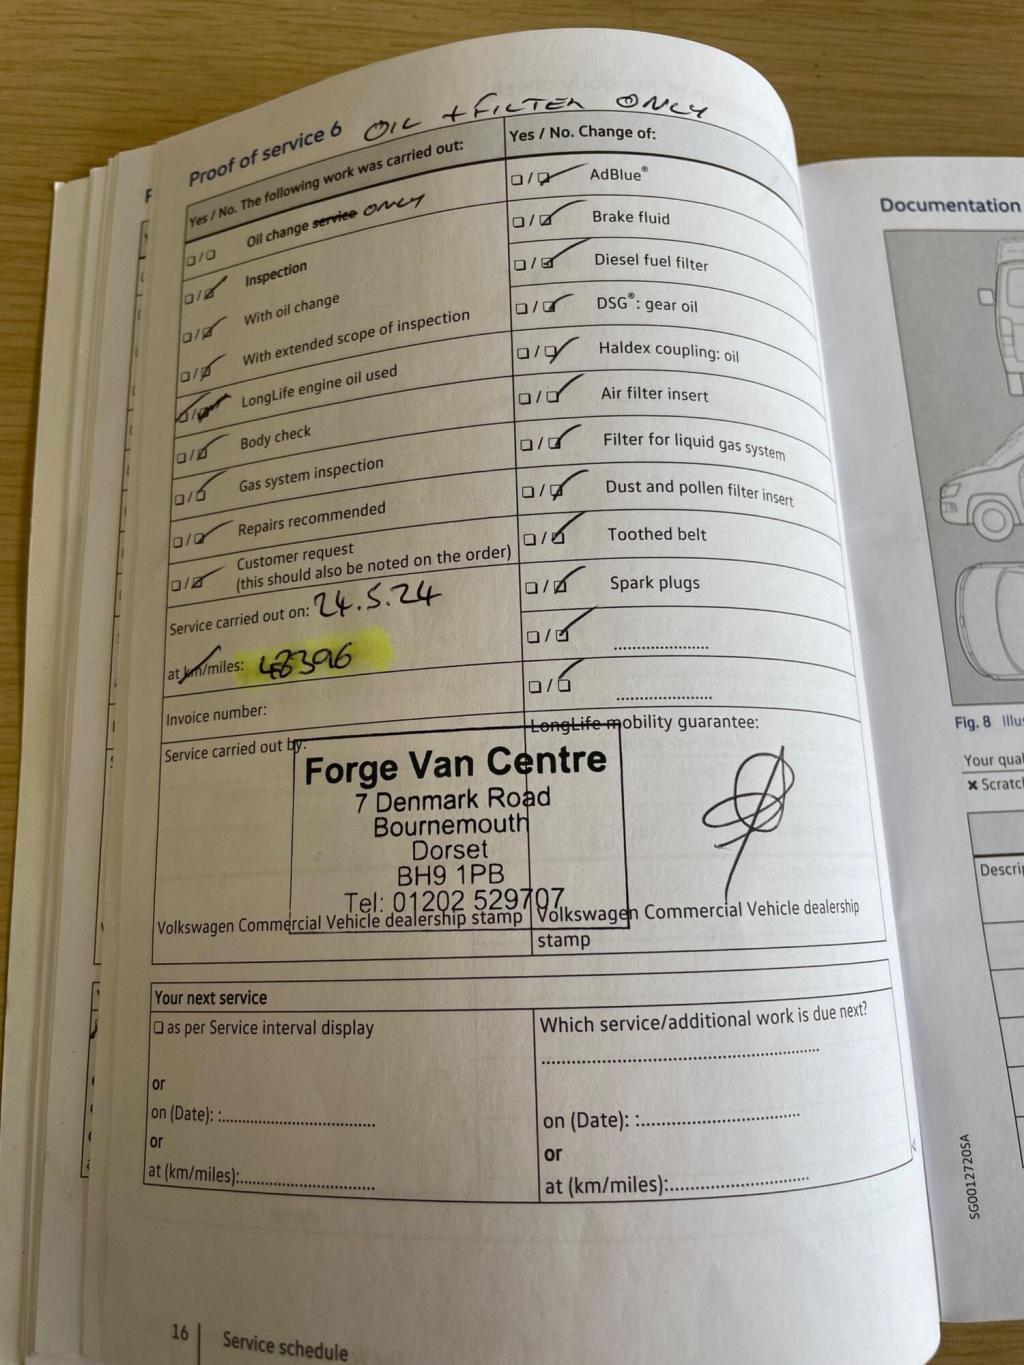 Proof of service 6 OIL + FILTER ONLY
Yes / No. The following work was carried out:
Oil change service ONLY
Inspection
With oil change
With extended scope of inspection
LongLife engine oil used
Body check
Gas system inspection
Repairs recommended
Customer request
(this should also be noted on the order)
Service carried out on: 24.5.24
at km/miles: 48396
Invoice number:
Service carried out by:
Yes / No. Change of:
AdBlue®
Brake fluid
Diesel fuel filter
DSG®: gear oil
Haldex coupling: oil
Air filter insert
Filter for liquid gas system
Dust and pollen filter insert
Toothed belt
Spark plugs
LongLife mobility guarantee:
Forge Van Centre
7 Denmark Road
Bournemouth
Dorset
BH9 1PB
Tel: 01202 529707
Volkswagen Commercial Vehicle dealership stamp
Volkswagen Commercial Vehicle dealership
stamp
Your next service
as per Service interval display
or
on (Date): :
or
at (km/miles):
Which service/additional work is due next?
on (Date): :
or
at (km/miles):
16 | Service schedule
Documentation
Fig. 8
Your
Scratch
SG0012720SA